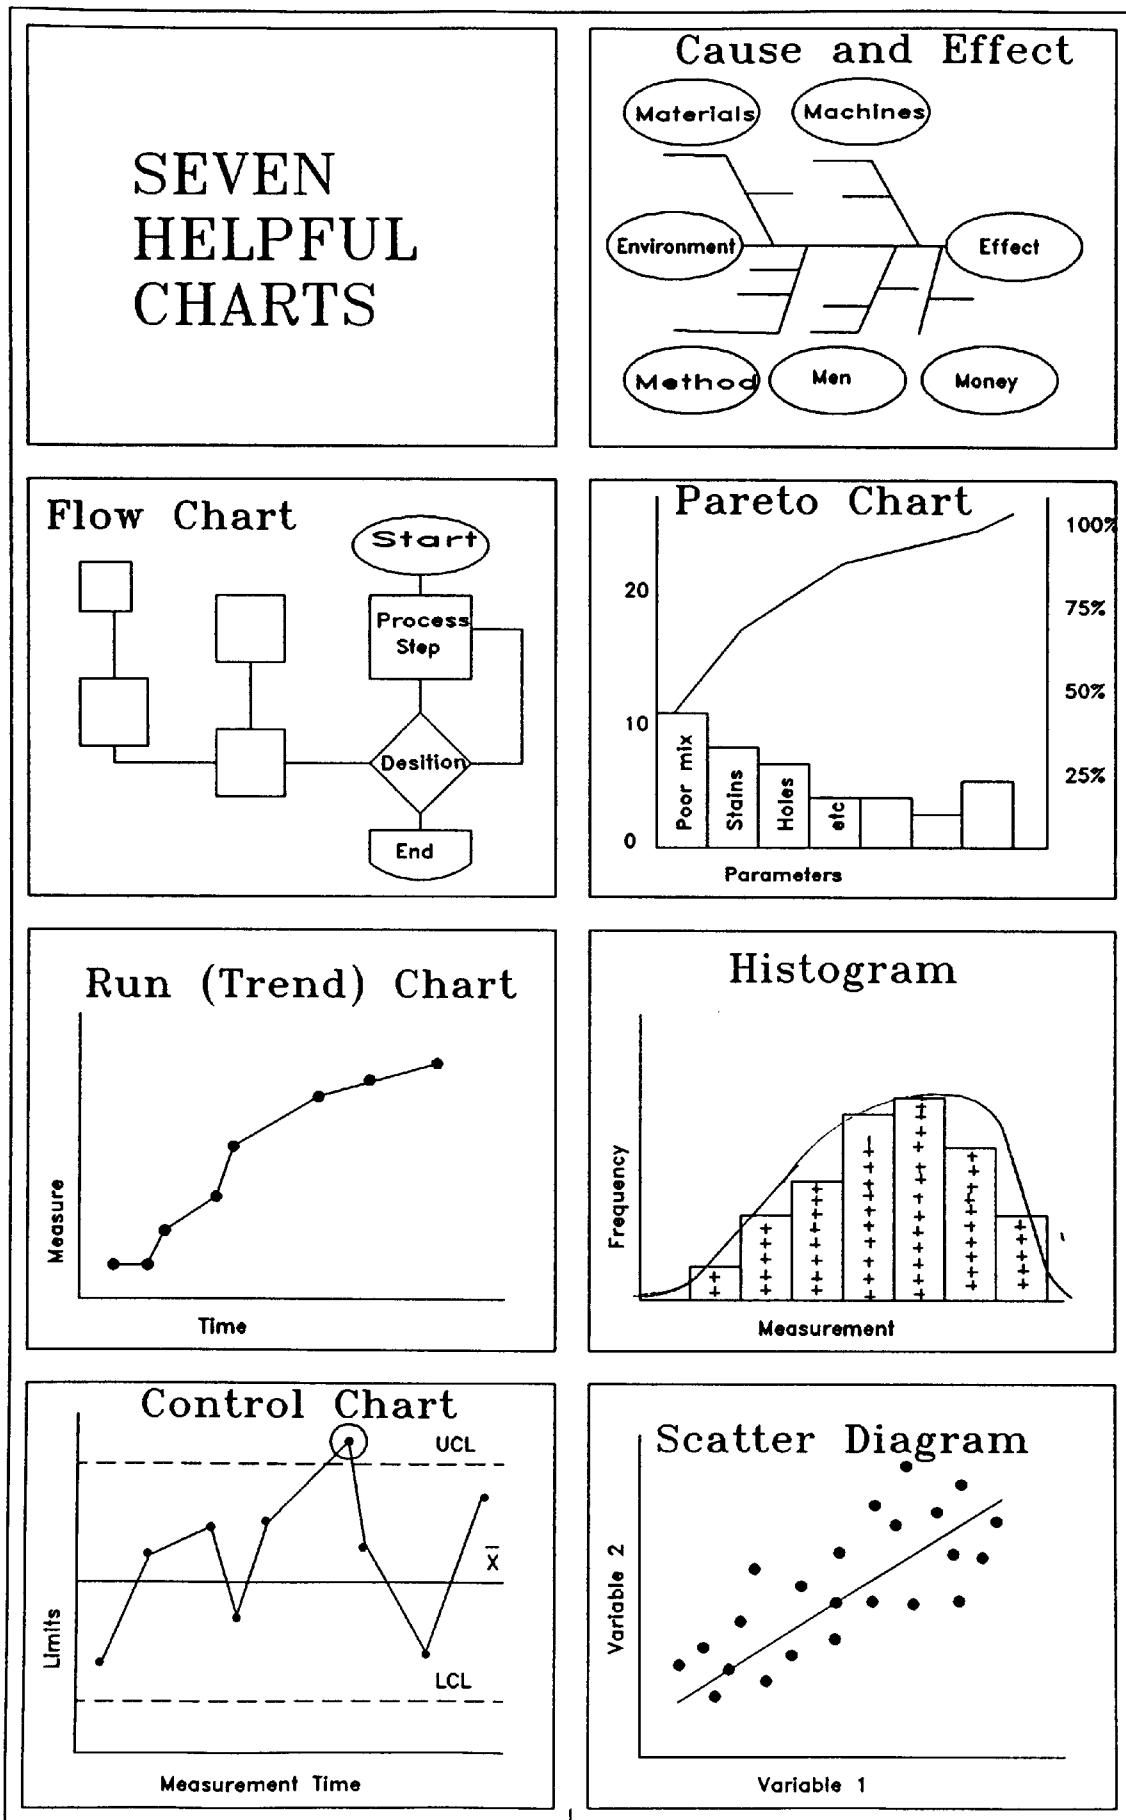 SEVEN
HELPFUL
CHARTS
Cause and Effect
Materials
Machines
Environment
Effect
Method
Men
Money
Flow Chart
Start
Process
Step
Desition
End
Pareto Chart
100%
20
75%
50%
10
25%
0
Poor mix
Stains
Holes
etc
Parameters
Run (Trend) Chart
Measure
Time
Histogram
Frequency
Measurement
Control Chart
UCL
X̄
Limits
LCL
Measurement Time
Scatter Diagram
Variable 2
Variable 1